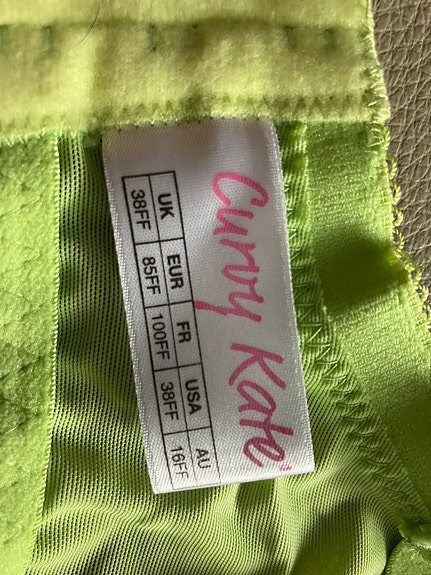 Curvy Kate
UK EUR FR USA AU
38FF 85FF 100FF 38FF 16FF